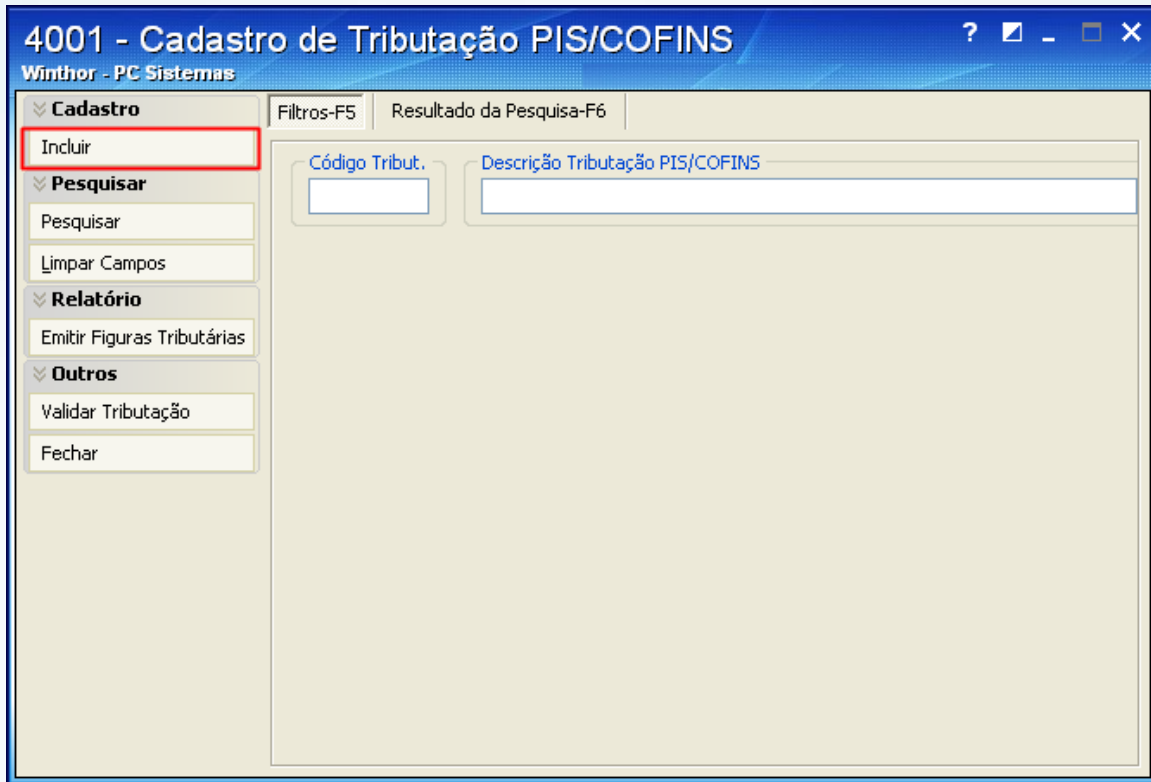 4001 - Cadastro de Tributação PIS/COFINS
Winthor - PC Sistemas
Cadastro
Incluir
Pesquisar
Pesquisar
Limpar Campos
Relatório
Emitir Figuras Tributárias
Outros
Validar Tributação
Fechar
Filtros-F5 Resultado da Pesquisa-F6
Código Tribut. Descrição Tributação PIS/COFINS